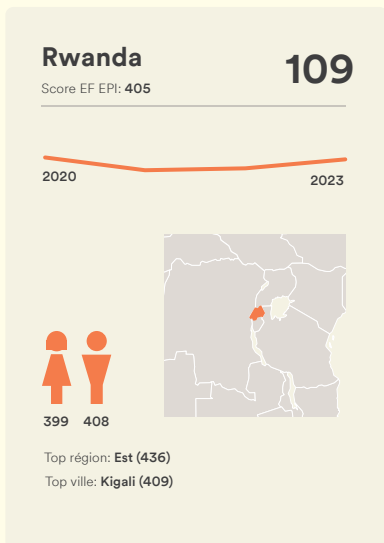 Rwanda
109
Score EF EPI: 405
2020
2023
399 408
Top région: Est (436)
Top ville: Kigali (409)